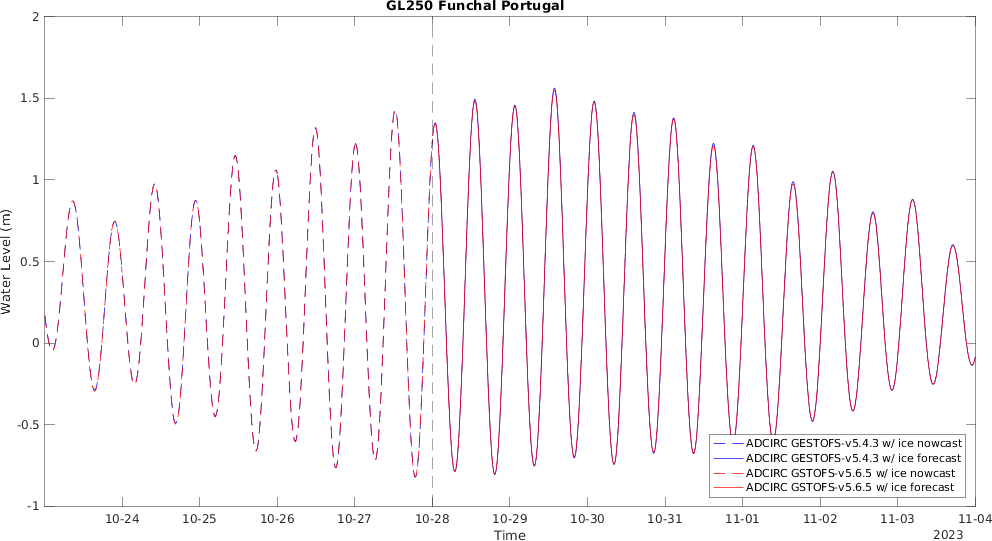 GL250 Funchal Portugal
2
1.5
1
0.5
0
-0.5
-1
Water Level (m)
ADCIRC GESTOFS-v5.4.3 w/ ice nowcast
ADCIRC GESTOFS-v5.4.3 w/ ice forecast
ADCIRC GSTOFS-v5.6.5 w/ ice nowcast
ADCIRC GSTOFS-v5.6.5 w/ ice forecast
10-24 10-25 10-26 10-27 10-28 10-29 10-30 10-31 11-01 11-02 11-03 11-04
Time
2023